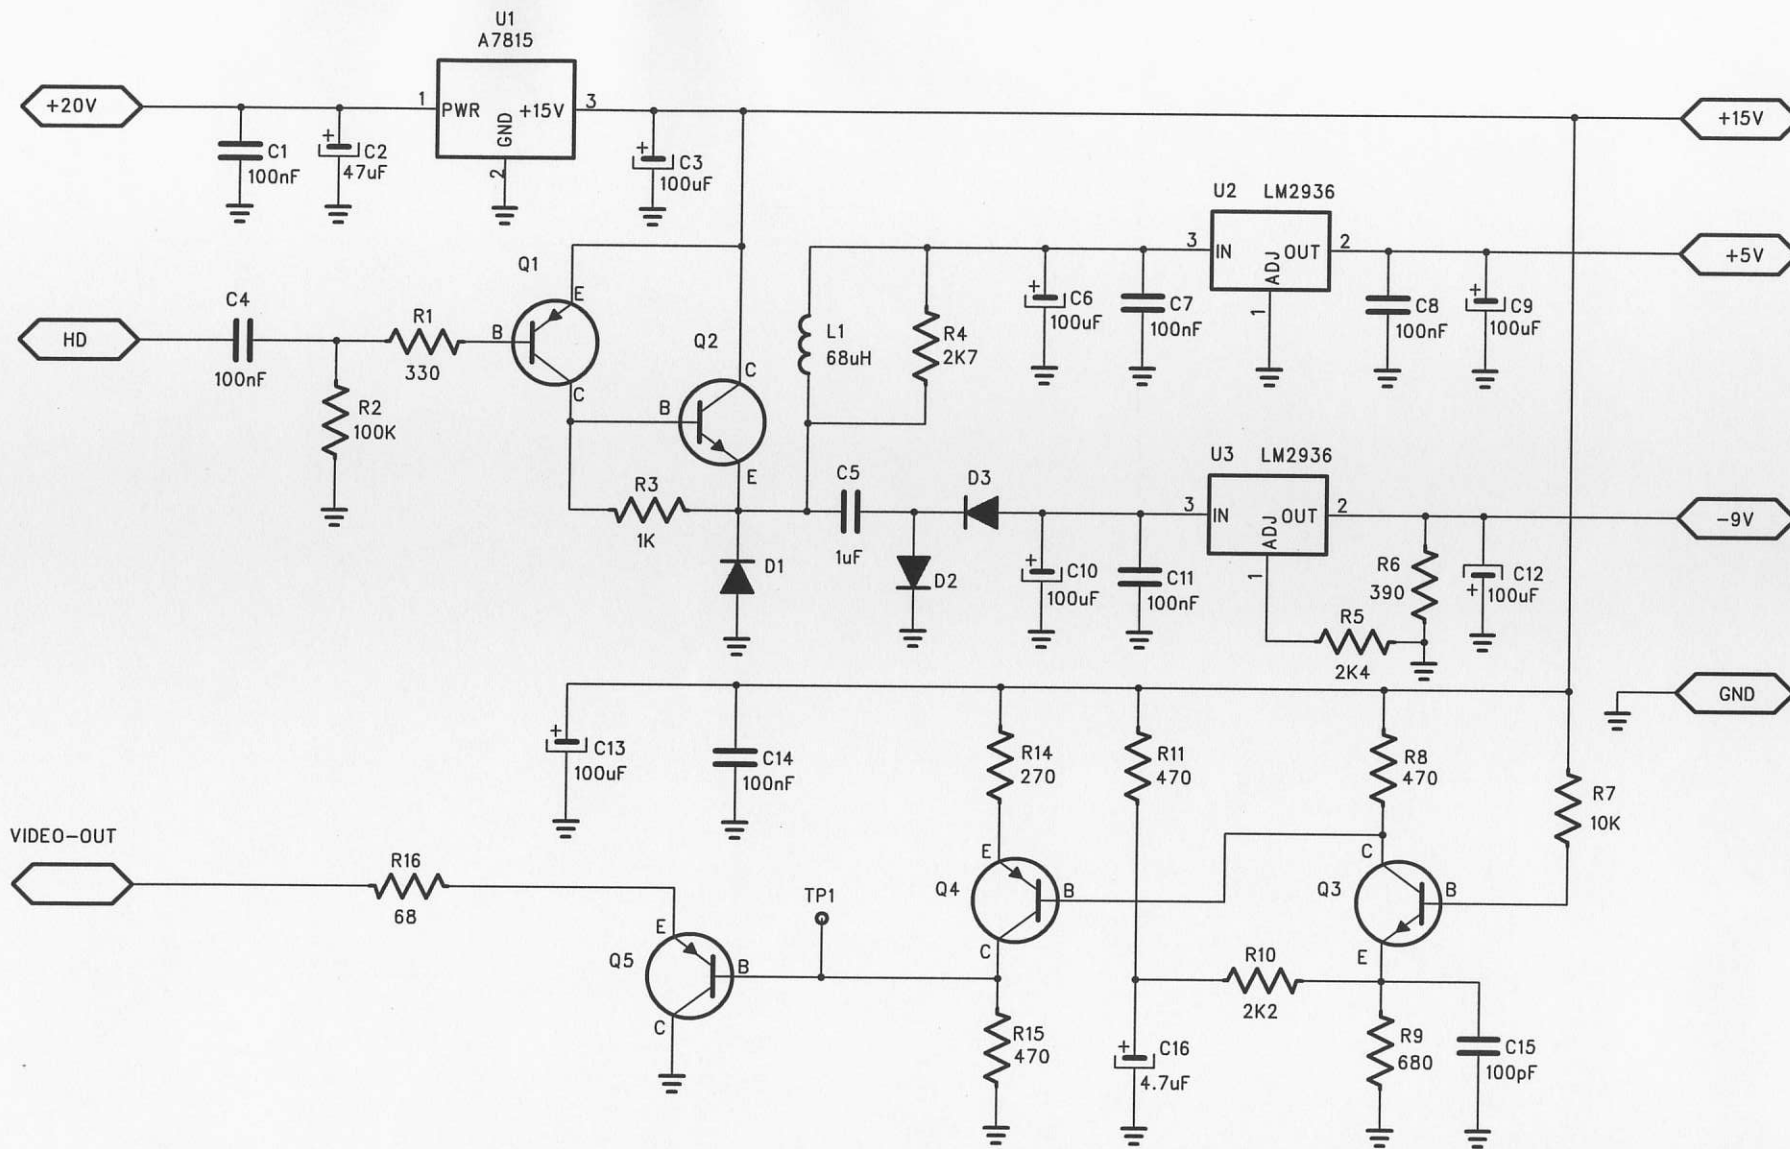 U1
A7815
+20V
1
PWR
+15V
GND
3
2
+15V
C1
100nF
+
C2
47uF
+
C3
100uF
U2 LM2936
3
IN
ADJ
OUT
2
1
+5V
Q1
E
B
C
C4
100nF
HD
R1
330
R2
100K
Q2
C
B
E
L1
68uH
R4
2K7
+
C6
100uF
C7
100nF
C8
100nF
+
C9
100uF
R3
1K
C5
1uF
D3
U3 LM2936
3
IN
ADJ
OUT
2
1
-9V
D1
D2
+
C10
100uF
C11
100nF
R6
390
+
C12
100uF
R5
2K4
GND
+
C13
100uF
C14
100nF
R14
270
R11
470
R8
470
R7
10K
VIDEO-OUT
R16
68
TP1
E
Q4
B
C
C
Q3
B
E
E
Q5
B
C
R10
2K2
R15
470
+
C16
4.7uF
R9
680
C15
100pF